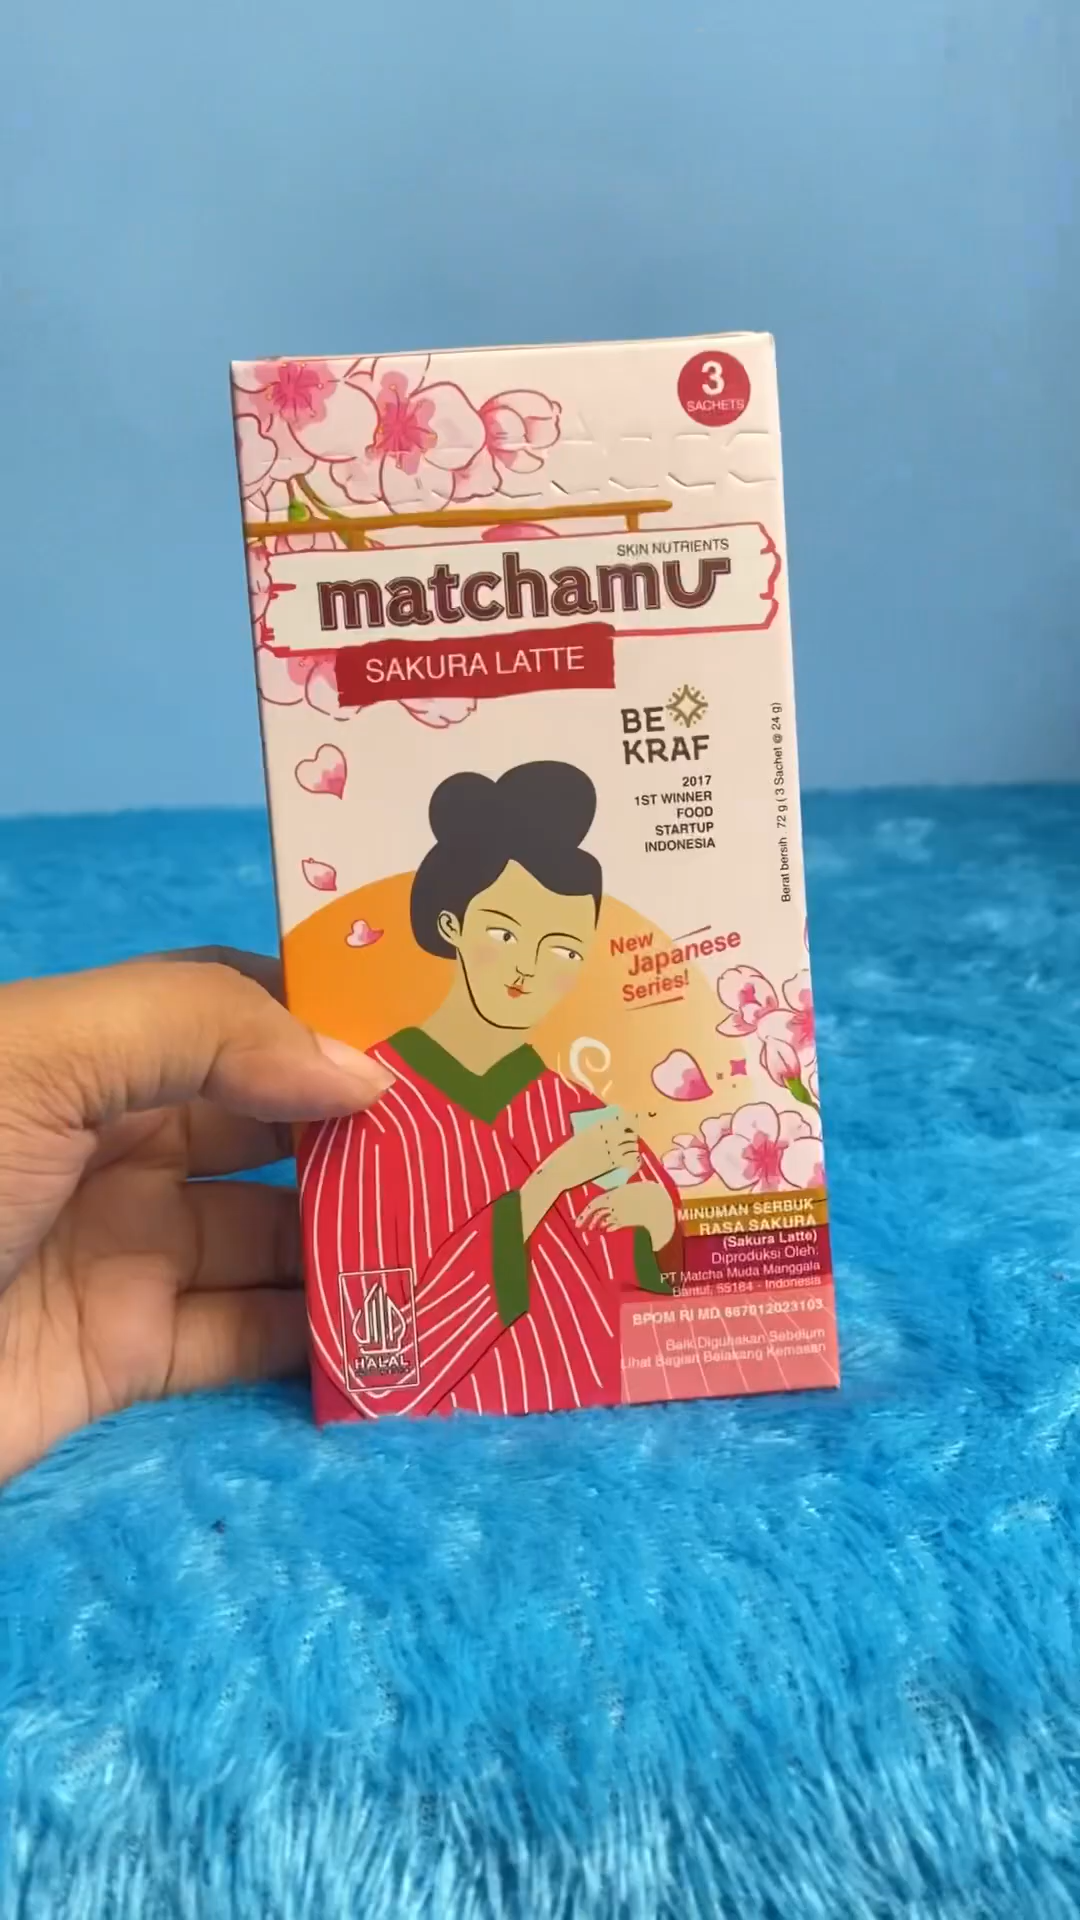 3
SACHETS
SKIN NUTRIENTS
matchamu
SAKURA LATTE
BE
KRAF
2017
1ST WINNER
FOOD
STARTUP
INDONESIA
Berat bersih : 72 g ( 3 Sachet @ 24 g)
New
Japanese
Series!
MINUMAN SERBUK
RASA SAKURA
(Sakura Latte)
Diproduksi Oleh:
PT Matcha Muda Manggala
Bantul, 55184 - Indonesia
BPOM RI MD 867012023103
Baik Digunakan Sebelum
Lihat Bagian Belakang Kemasan
HALAL